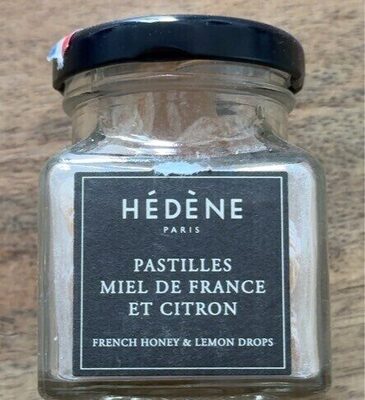 HÉDÈNE
PARIS
PASTILLES
MIEL DE FRANCE
ET CITRON
FRENCH HONEY & LEMON DROPS